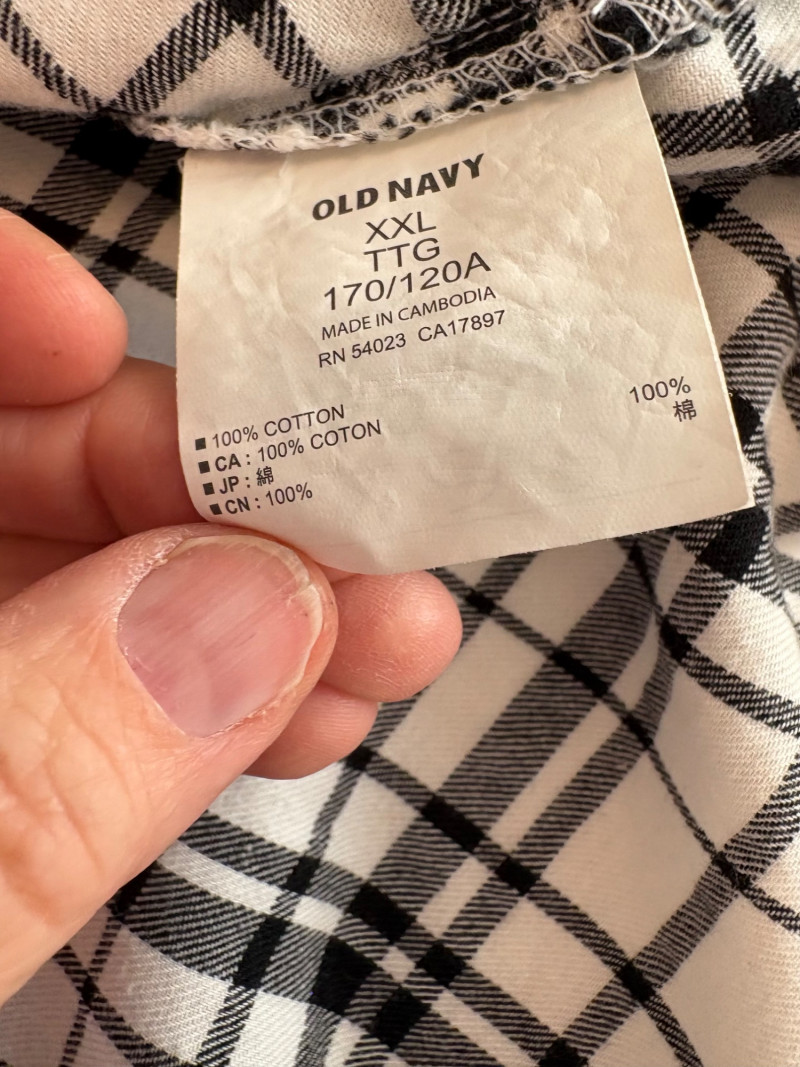 OLD NAVY
XXL
TTG
170/120A
MADE IN CAMBODIA
RN 54023 CA17897
■ 100% COTTON
■ CA : 100% COTON
■ JP : 綿
■ CN : 100%
100%
棉